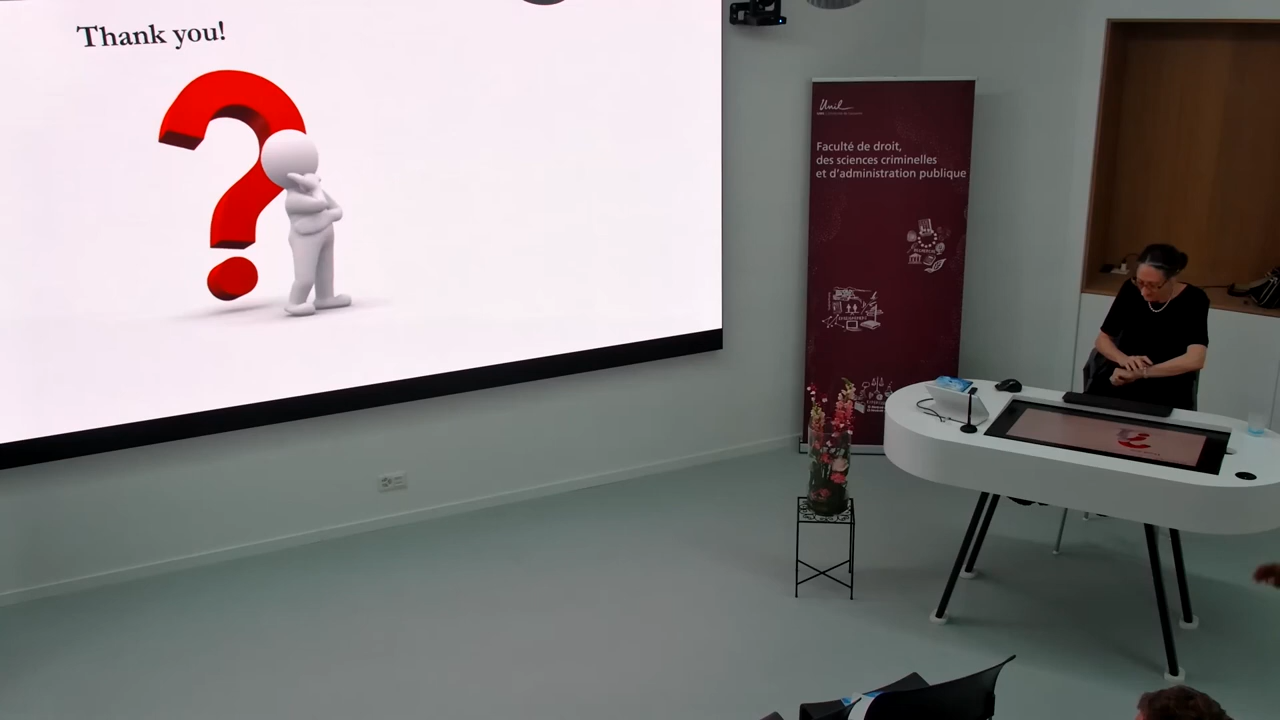 Thank you!
Unil
Faculté de droit,
des sciences criminelles
et d'administration publique